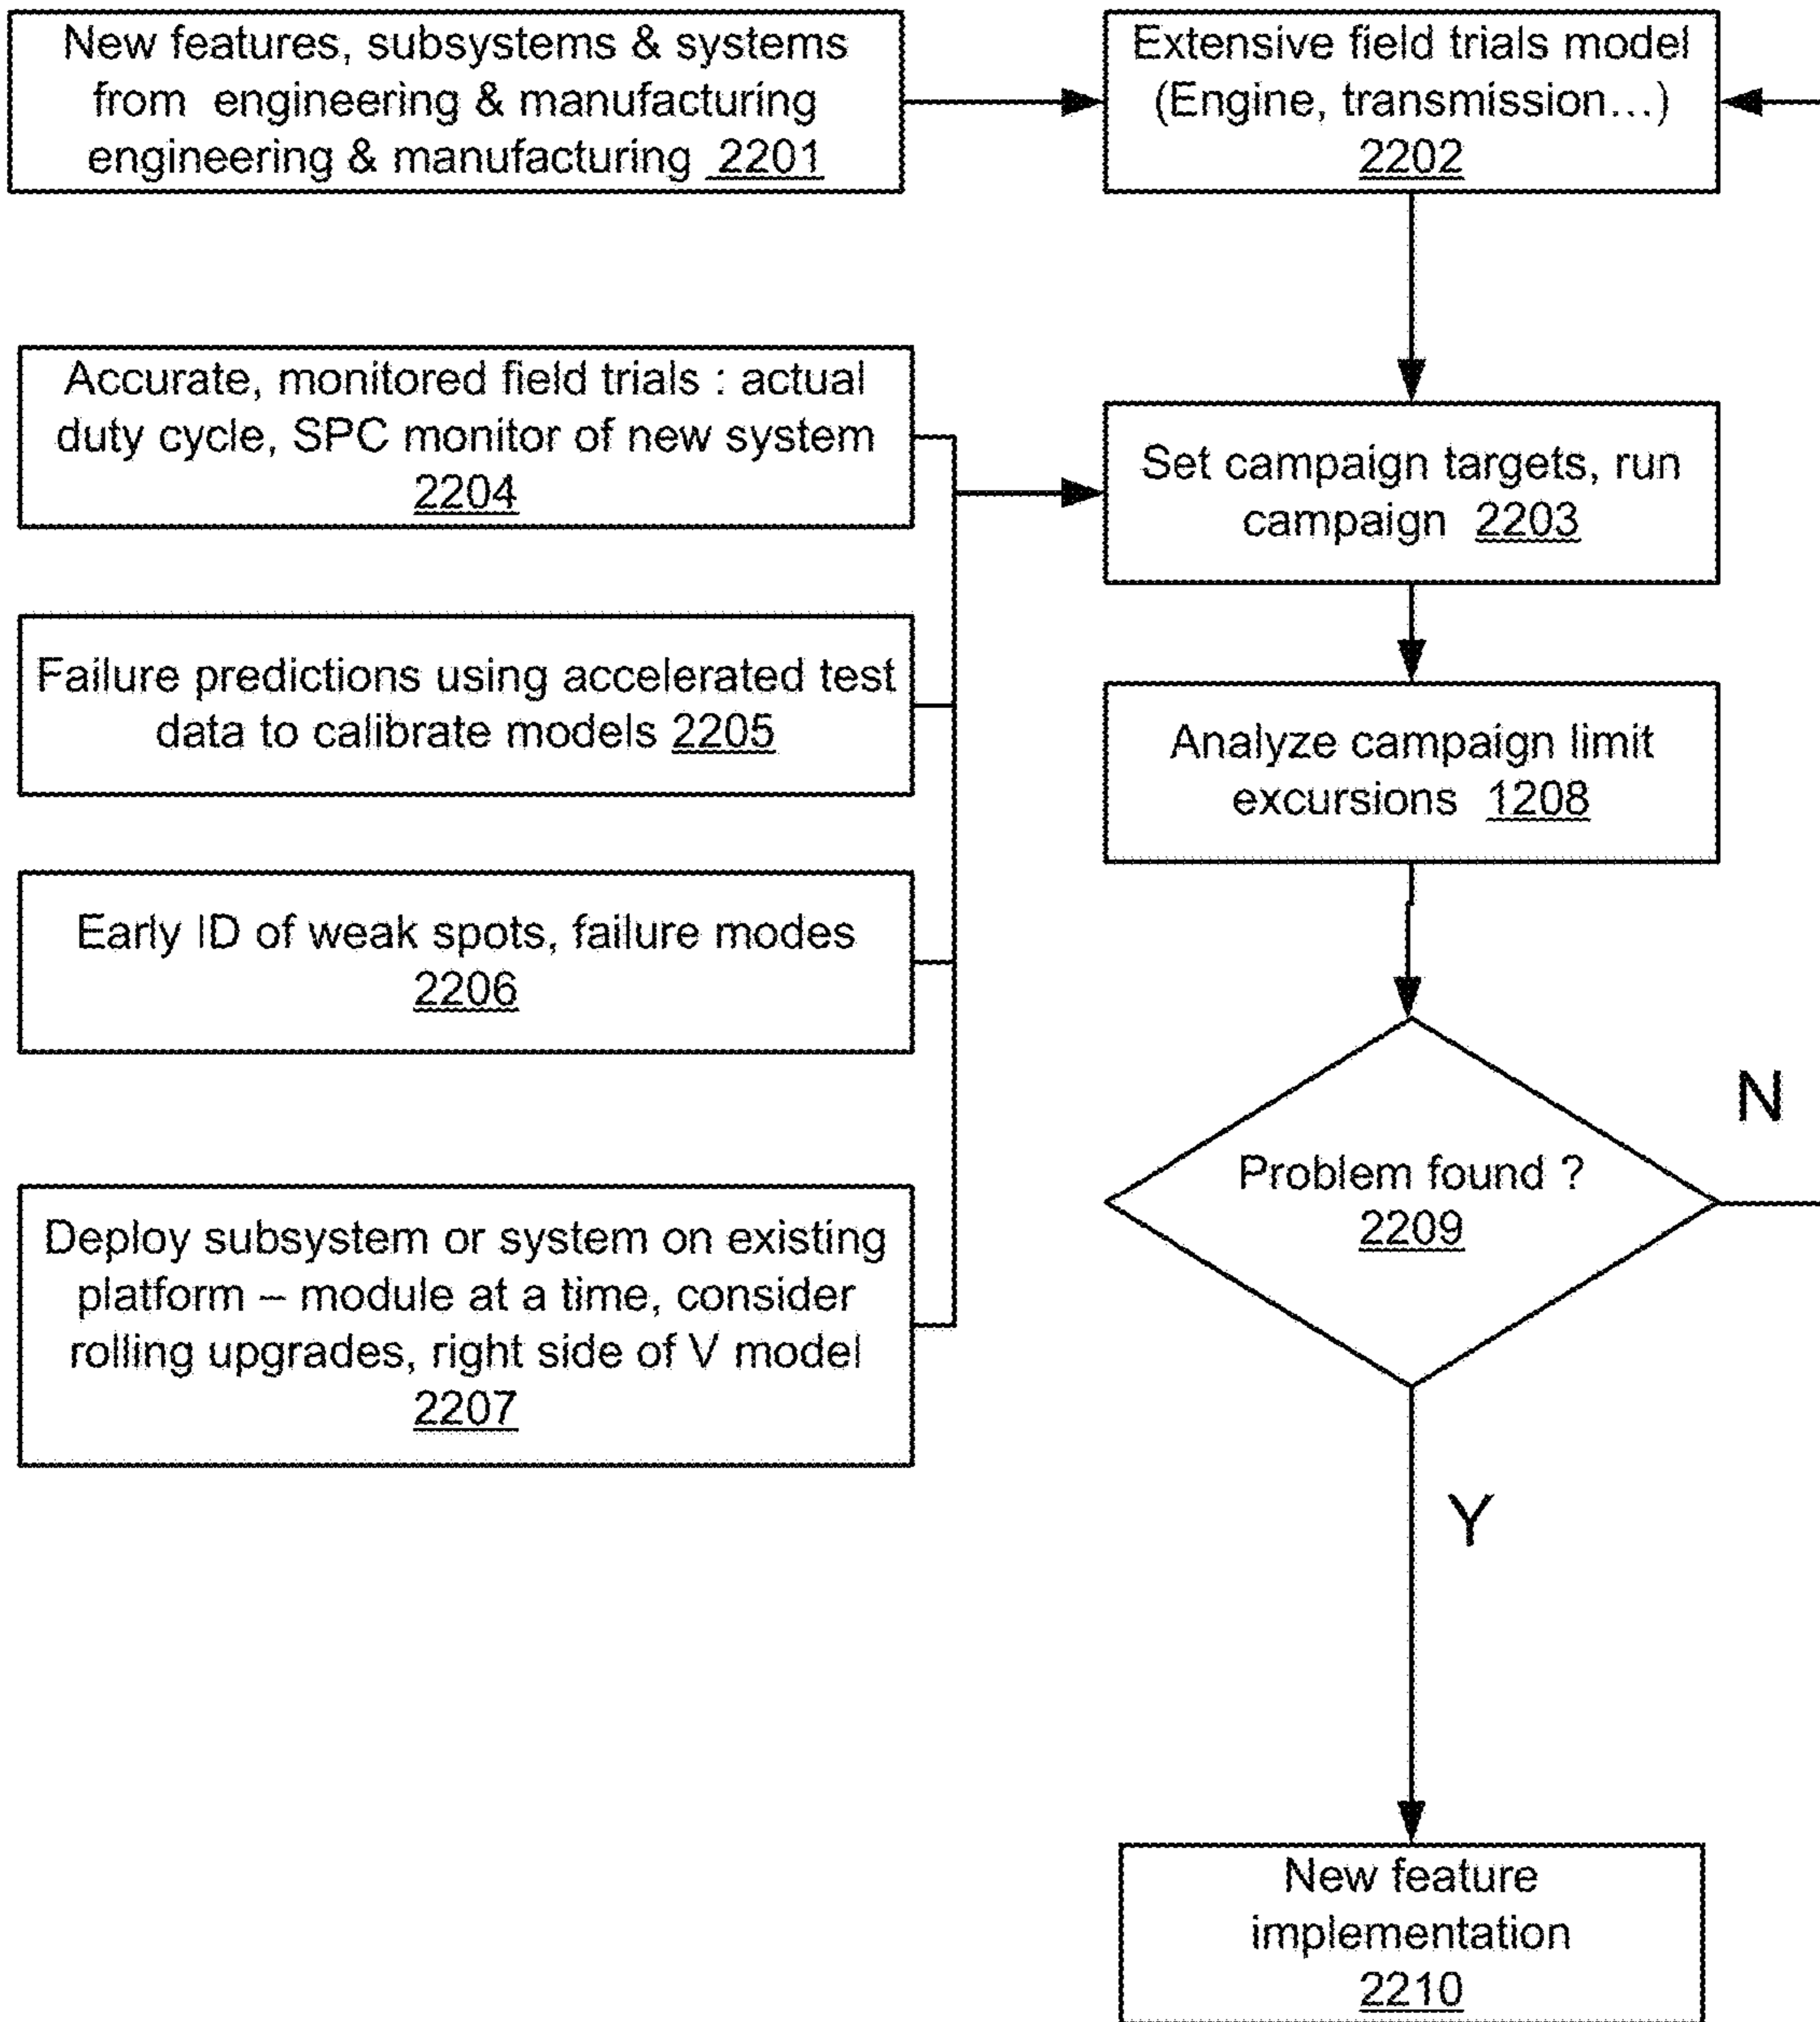 New features, subsystems & systems
from engineering & manufacturing
engineering & manufacturing 2201
Extensive field trials model
(Engine, transmission...)
2202
Accurate, monitored field trials : actual
duty cycle, SPC monitor of new system
2204
Set campaign targets, run
campaign 2203
Failure predictions using accelerated test
data to calibrate models 2205
Analyze campaign limit
excursions 1208
Early ID of weak spots, failure modes
2206
N
Problem found ?
2209
Deploy subsystem or system on existing
platform – module at a time, consider
rolling upgrades, right side of V model
2207
Y
New feature
implementation
2210